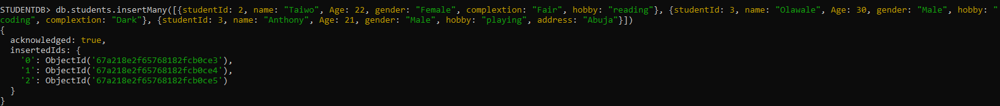 STUDENTDB> db.students.insertMany([{studentId: 2, name: "Taiwo", Age: 22, gender: "Female", complextion: "Fair", hobby: "reading"}, {studentId: 3, name: "Olawale", Age: 30, gender: "Male", hobby: "
coding", complextion: "Dark"}, {studentId: 3, name: "Anthony", Age: 21, gender: "Male", hobby: "playing", address: "Abuja"}])
{
  acknowledged: true,
  insertedIds: {
    '0': ObjectId('67a218e2f65768182fcb0ce3'),
    '1': ObjectId('67a218e2f65768182fcb0ce4'),
    '2': ObjectId('67a218e2f65768182fcb0ce5')
  }
}